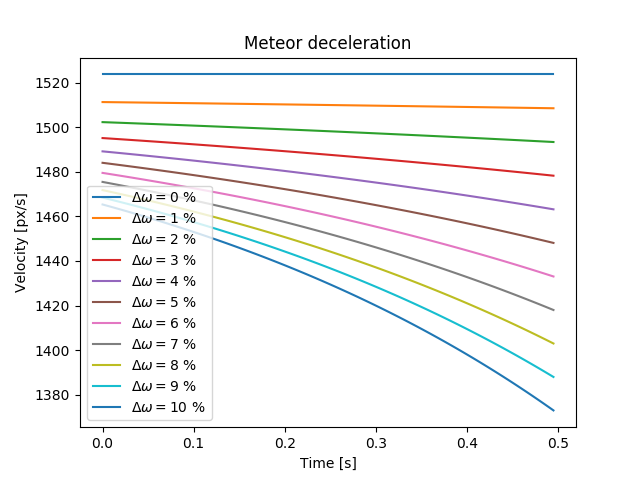 Meteor deceleration
Velocity [px/s]
1520
1500
1480
1460
1440
1420
1400
1380
Δω = 0 %
Δω = 1 %
Δω = 2 %
Δω = 3 %
Δω = 4 %
Δω = 5 %
Δω = 6 %
Δω = 7 %
Δω = 8 %
Δω = 9 %
Δω = 10 %
0.0 0.1 0.2 0.3 0.4 0.5
Time [s]